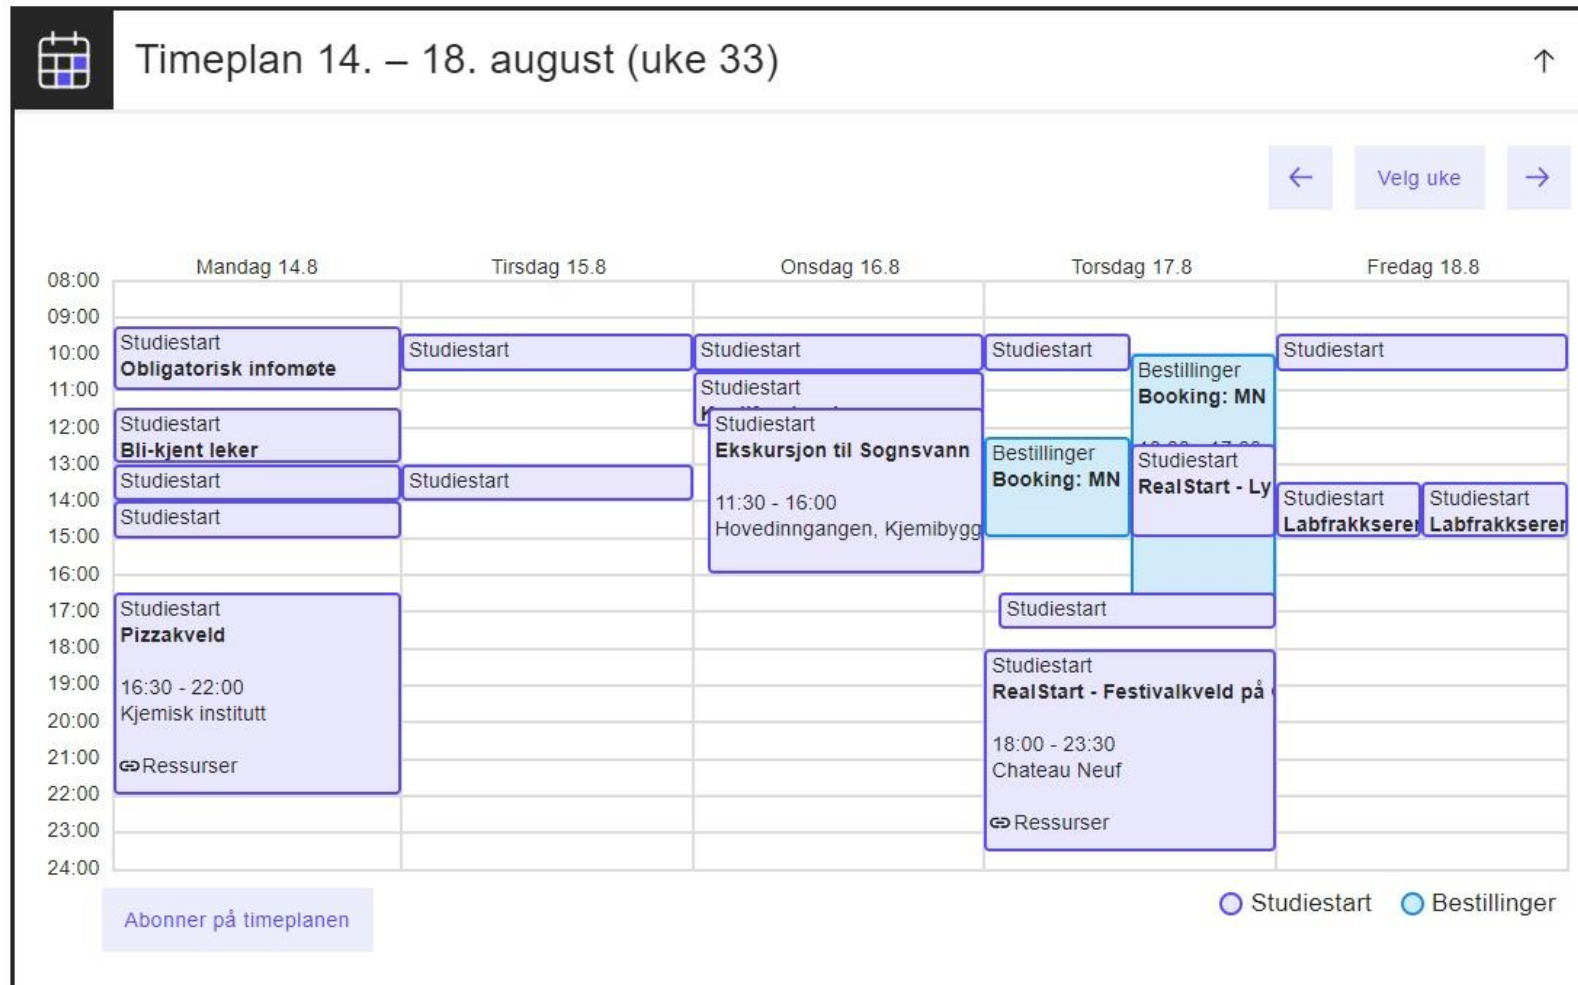 Timeplan 14. – 18. august (uke 33)
Velg uke
Mandag 14.8
Tirsdag 15.8
Onsdag 16.8
Torsdag 17.8
Fredag 18.8
08:00
09:00
10:00
11:00
12:00
13:00
14:00
15:00
16:00
17:00
18:00
19:00
20:00
21:00
22:00
23:00
24:00
Studiestart
Obligatorisk infomøte
Studiestart
Bli-kjent leker
Studiestart
Studiestart
Studiestart
Pizzakveld
16:30 - 22:00
Kjemisk institutt
Ressurser
Studiestart
Studiestart
Studiestart
Studiestart
Studiestart
Ekskursjon til Sognsvann
11:30 - 16:00
Hovedinngangen, Kjemibygg
Studiestart
Bestillinger
Booking: MN
Bestillinger
Booking: MN
Studiestart
RealStart - Ly
Studiestart
Studiestart
RealStart - Festivalkveld på
18:00 - 23:30
Chateau Neuf
Ressurser
Studiestart
Studiestart
Labfrakkserer
Studiestart
Labfrakkserer
Abonner på timeplanen
Studiestart
Bestillinger